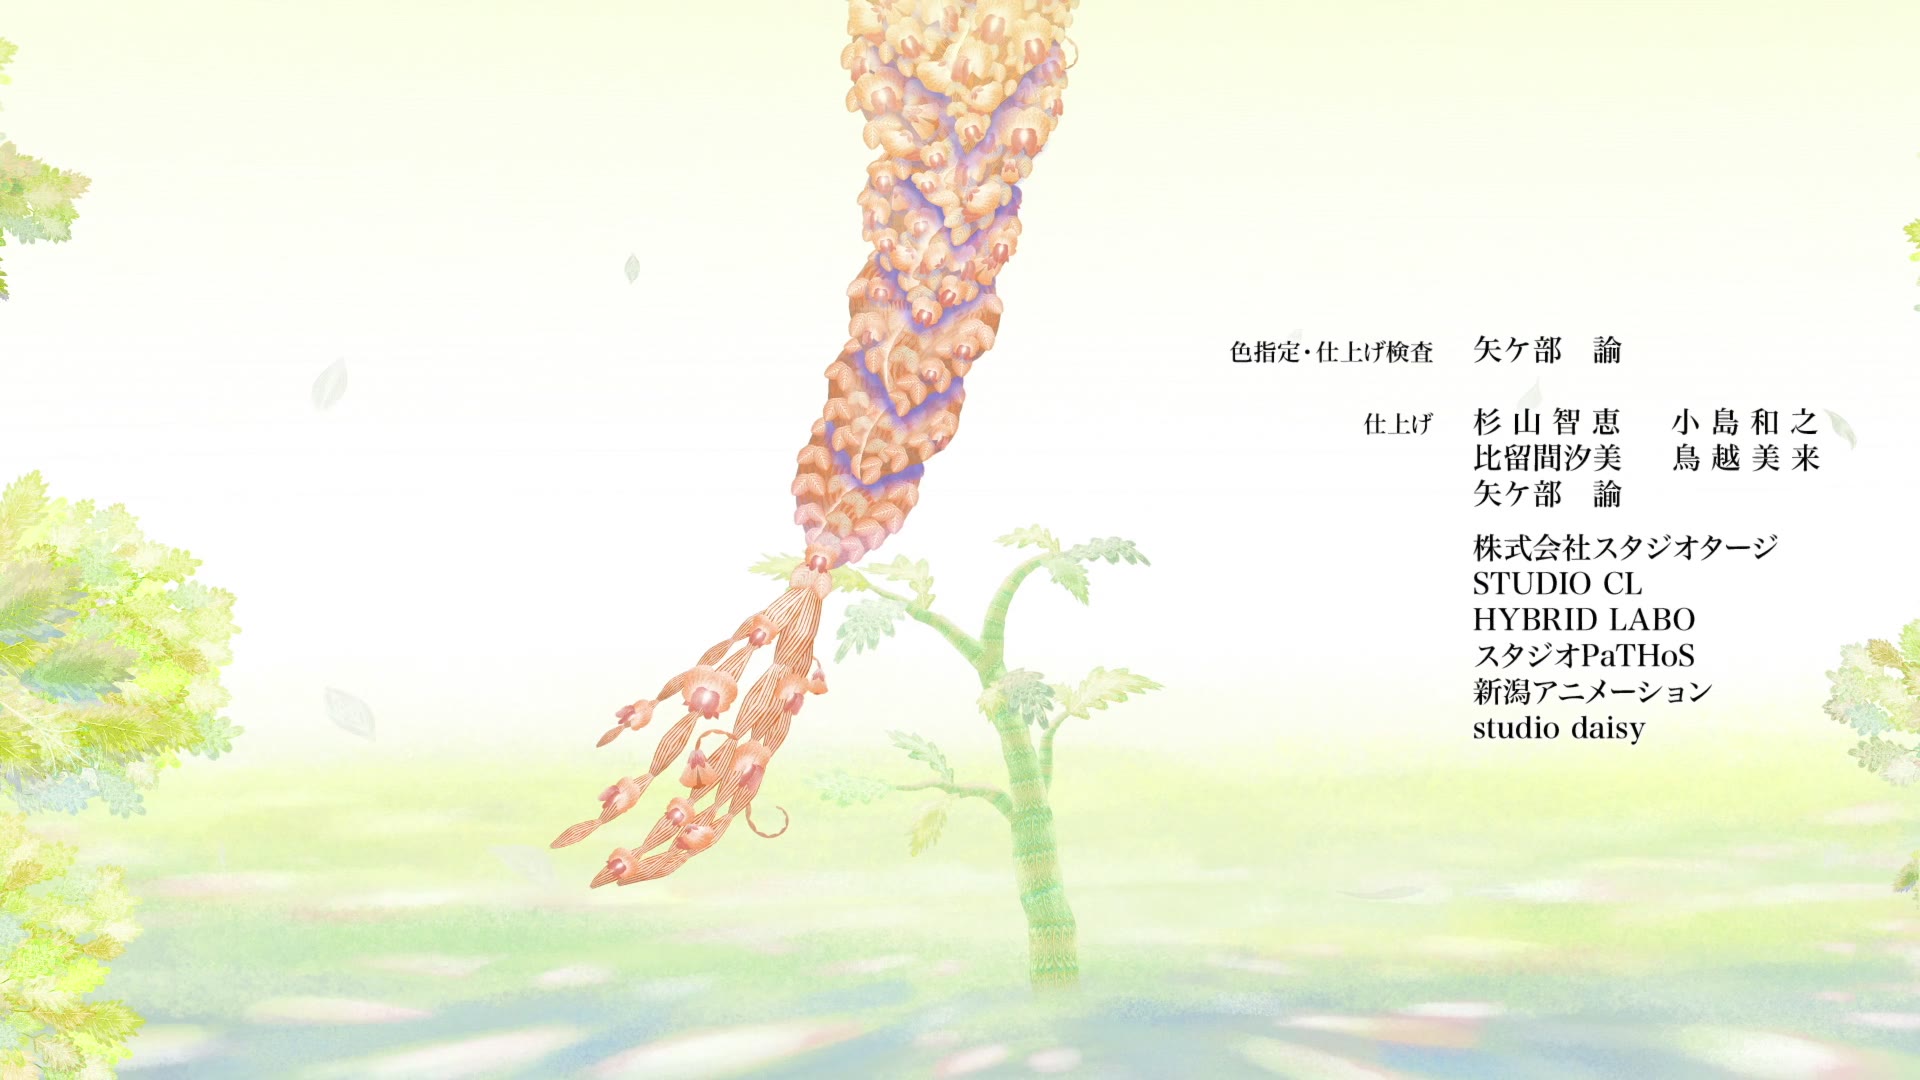 色指定・仕上げ検査　矢ケ部　諭
仕上げ　杉山智恵　小島和之
比留間汐美　鳥越美来
矢ケ部　諭
株式会社スタジオタージ
STUDIO CL
HYBRID LABO
スタジオPaTHoS
新潟アニメーション
studio daisy